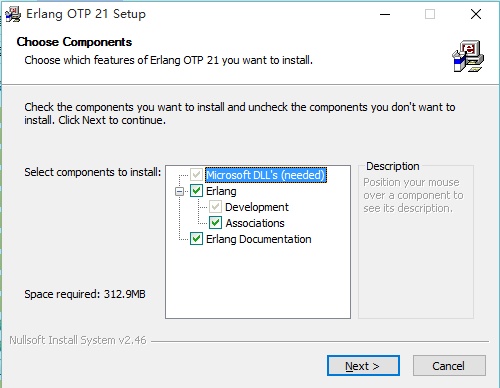 Erlang OTP 21 Setup
Choose Components
Choose which features of Erlang OTP 21 you want to install.
Check the components you want to install and uncheck the components you don't want to
install. Click Next to continue.
Select components to install:
Microsoft DLL's (needed)
Erlang
Development
Associations
Erlang Documentation
Description
Position your mouse
over a component to
see its description.
Space required: 312.9MB
Nullsoft Install System v2.46
Next >
Cancel